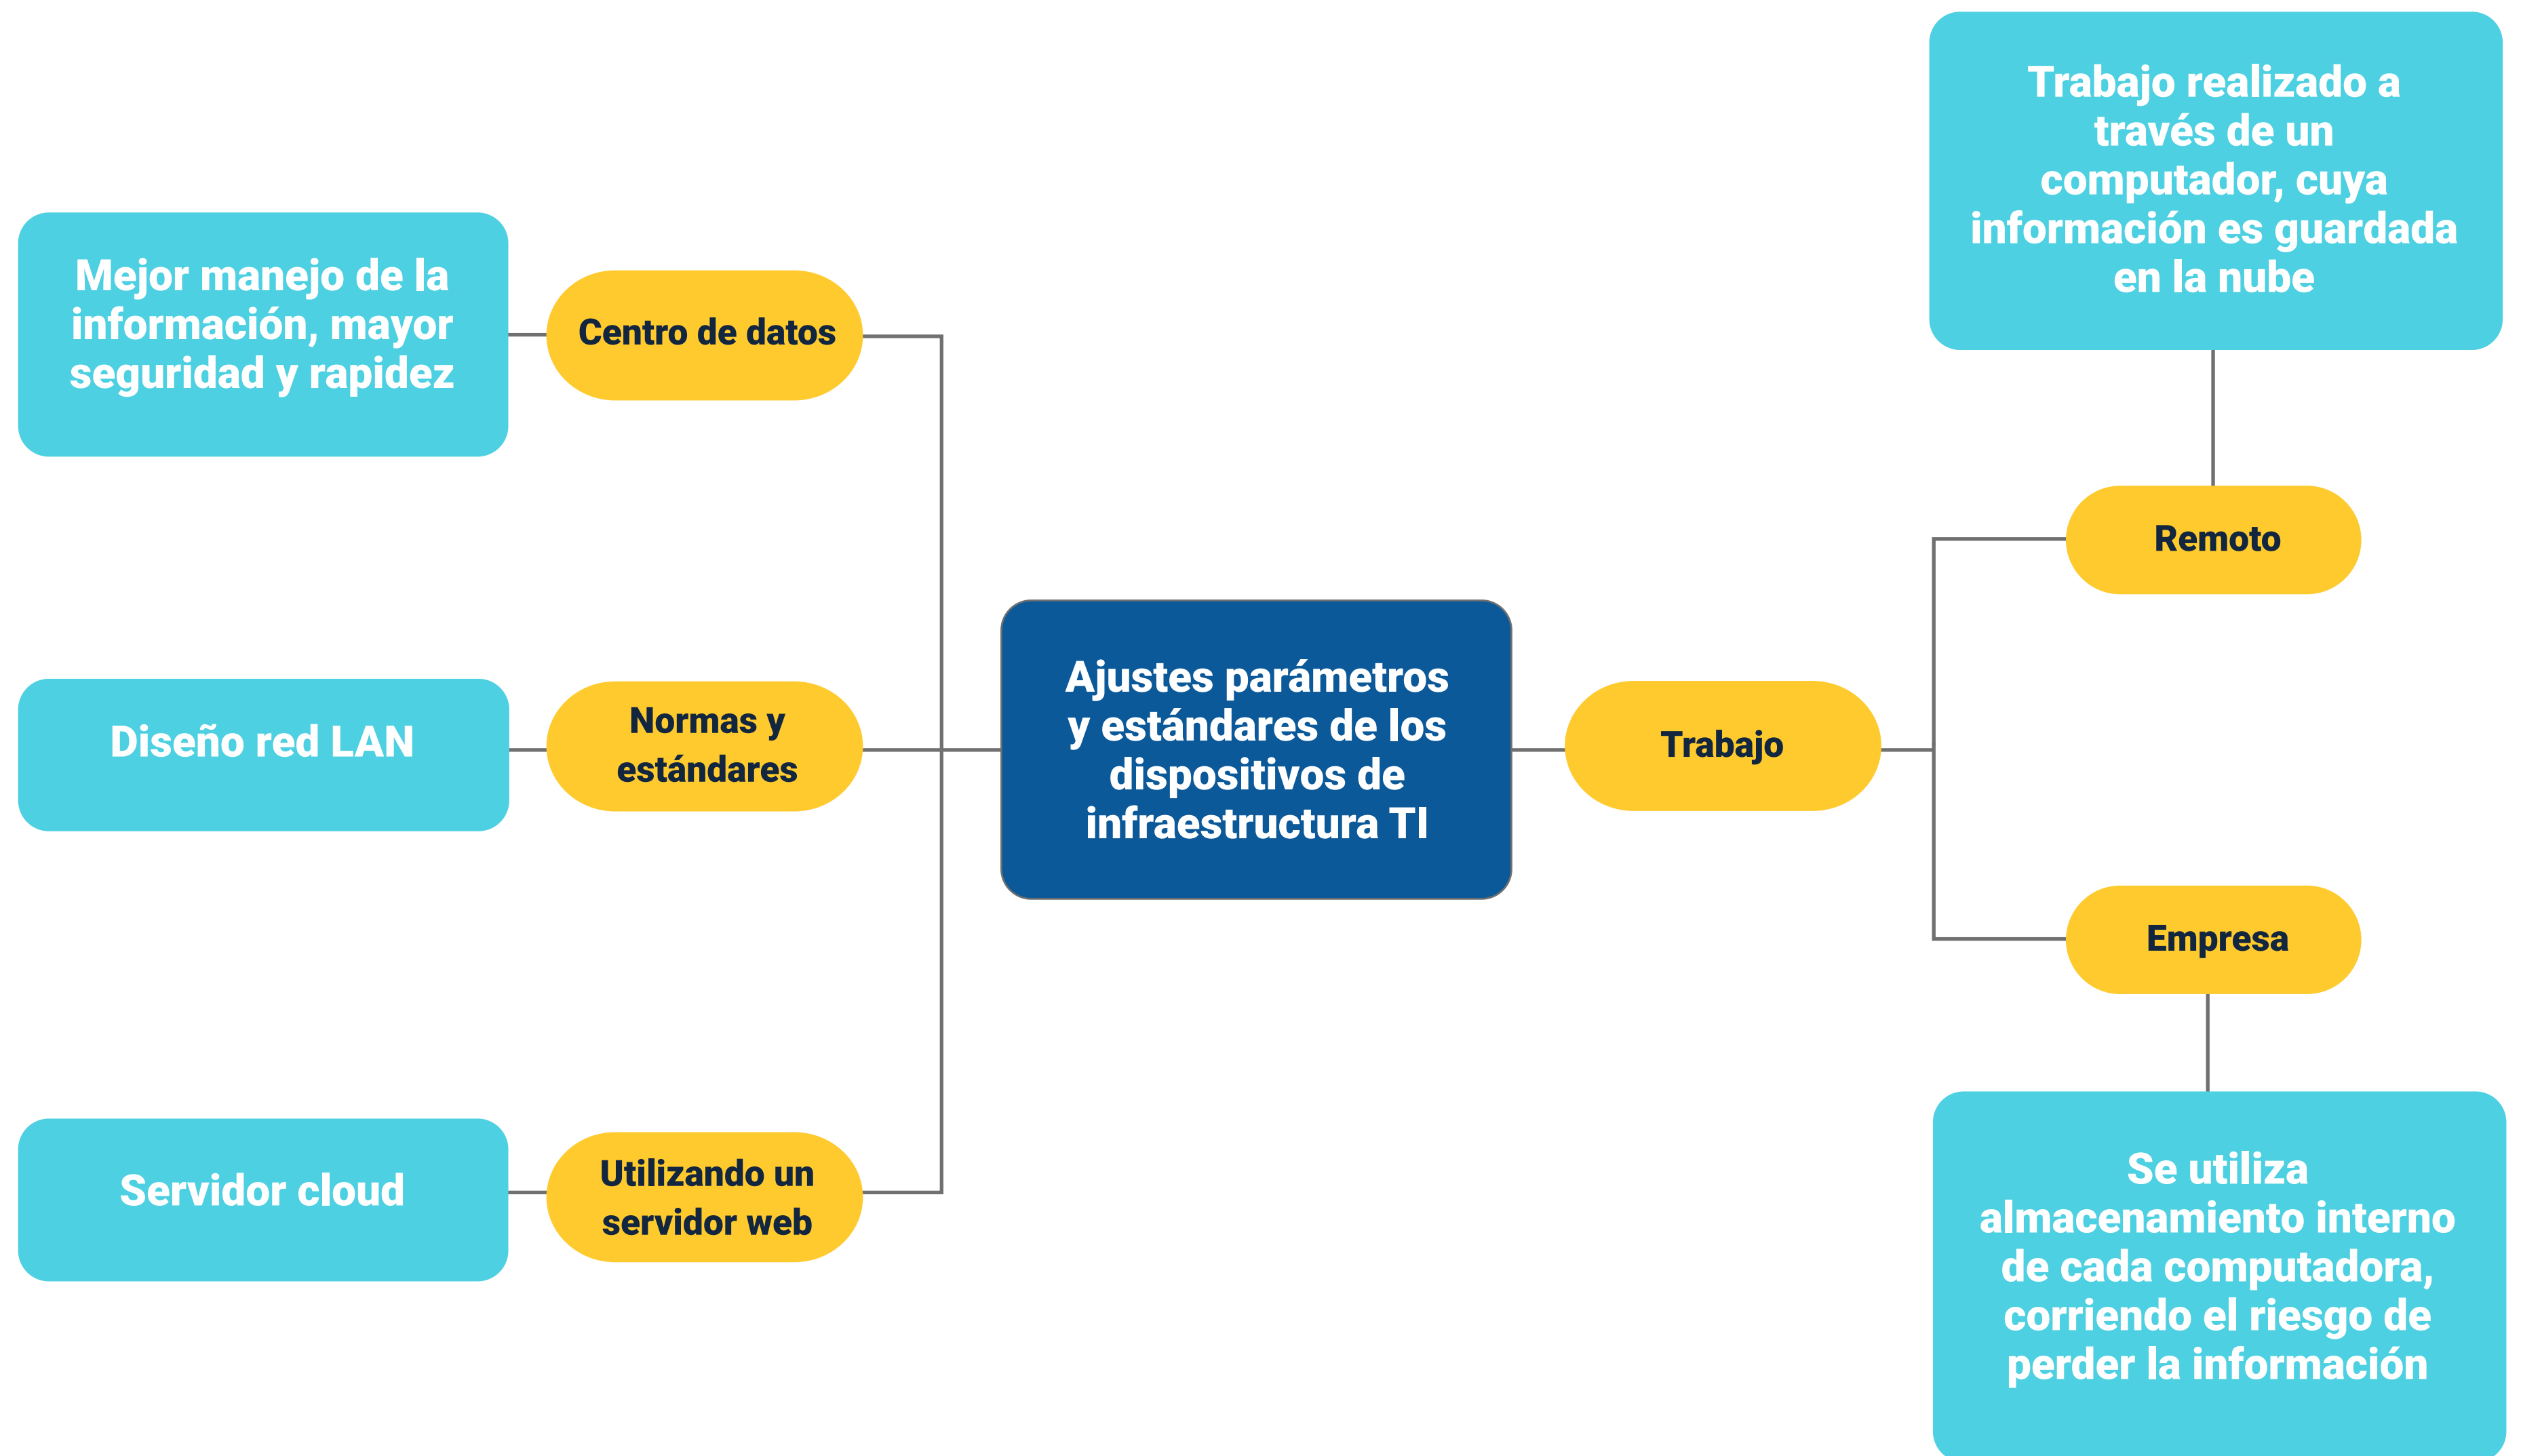 Trabajo realizado a
través de un
computador, cuya
información es guardada
en la nube
Mejor manejo de la
información, mayor
seguridad y rapidez
Centro de datos
Remoto
Ajustes parámetros
y estándares de los
dispositivos de
infraestructura TI
Diseño red LAN
Normas y
estándares
Trabajo
Empresa
Servidor cloud
Utilizando un
servidor web
Se utiliza
almacenamiento interno
de cada computadora,
corriendo el riesgo de
perder la información